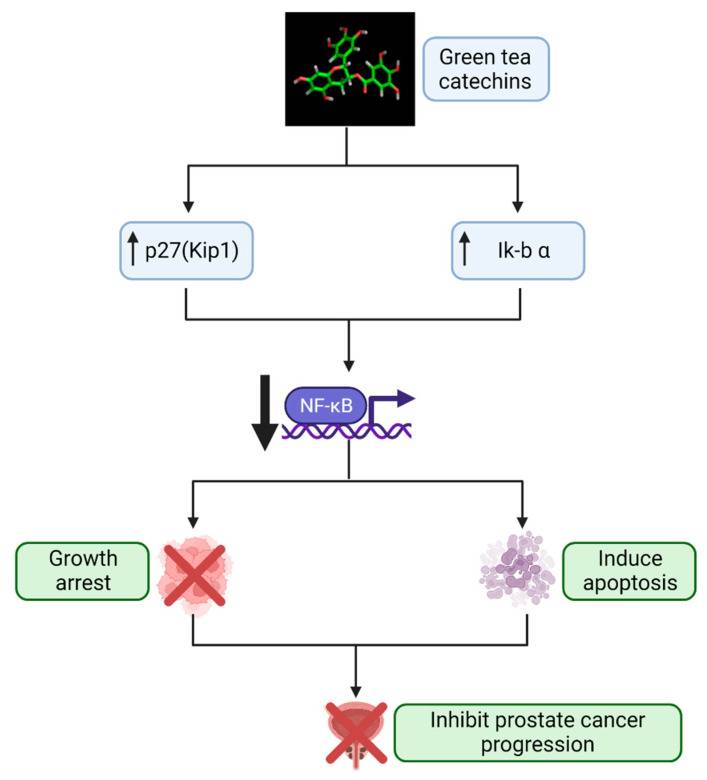 Green tea
catechins
p27(Kip1)
Ik-b α
NF-κB
Growth
arrest
Induce
apoptosis
Inhibit prostate cancer
progression